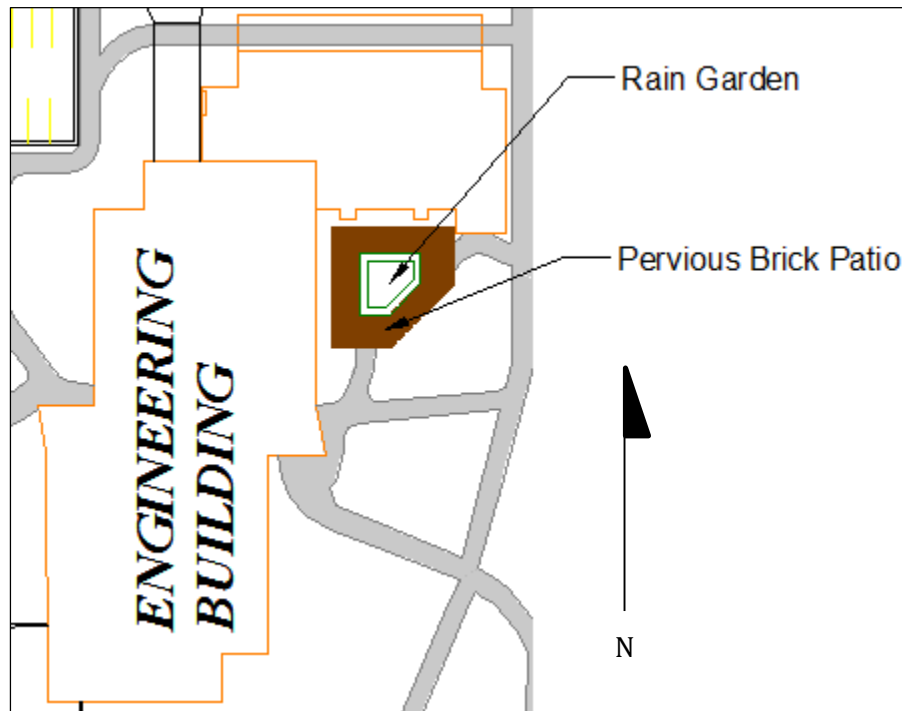 Rain Garden
Pervious Brick Patio
ENGINEERING
BUILDING
N